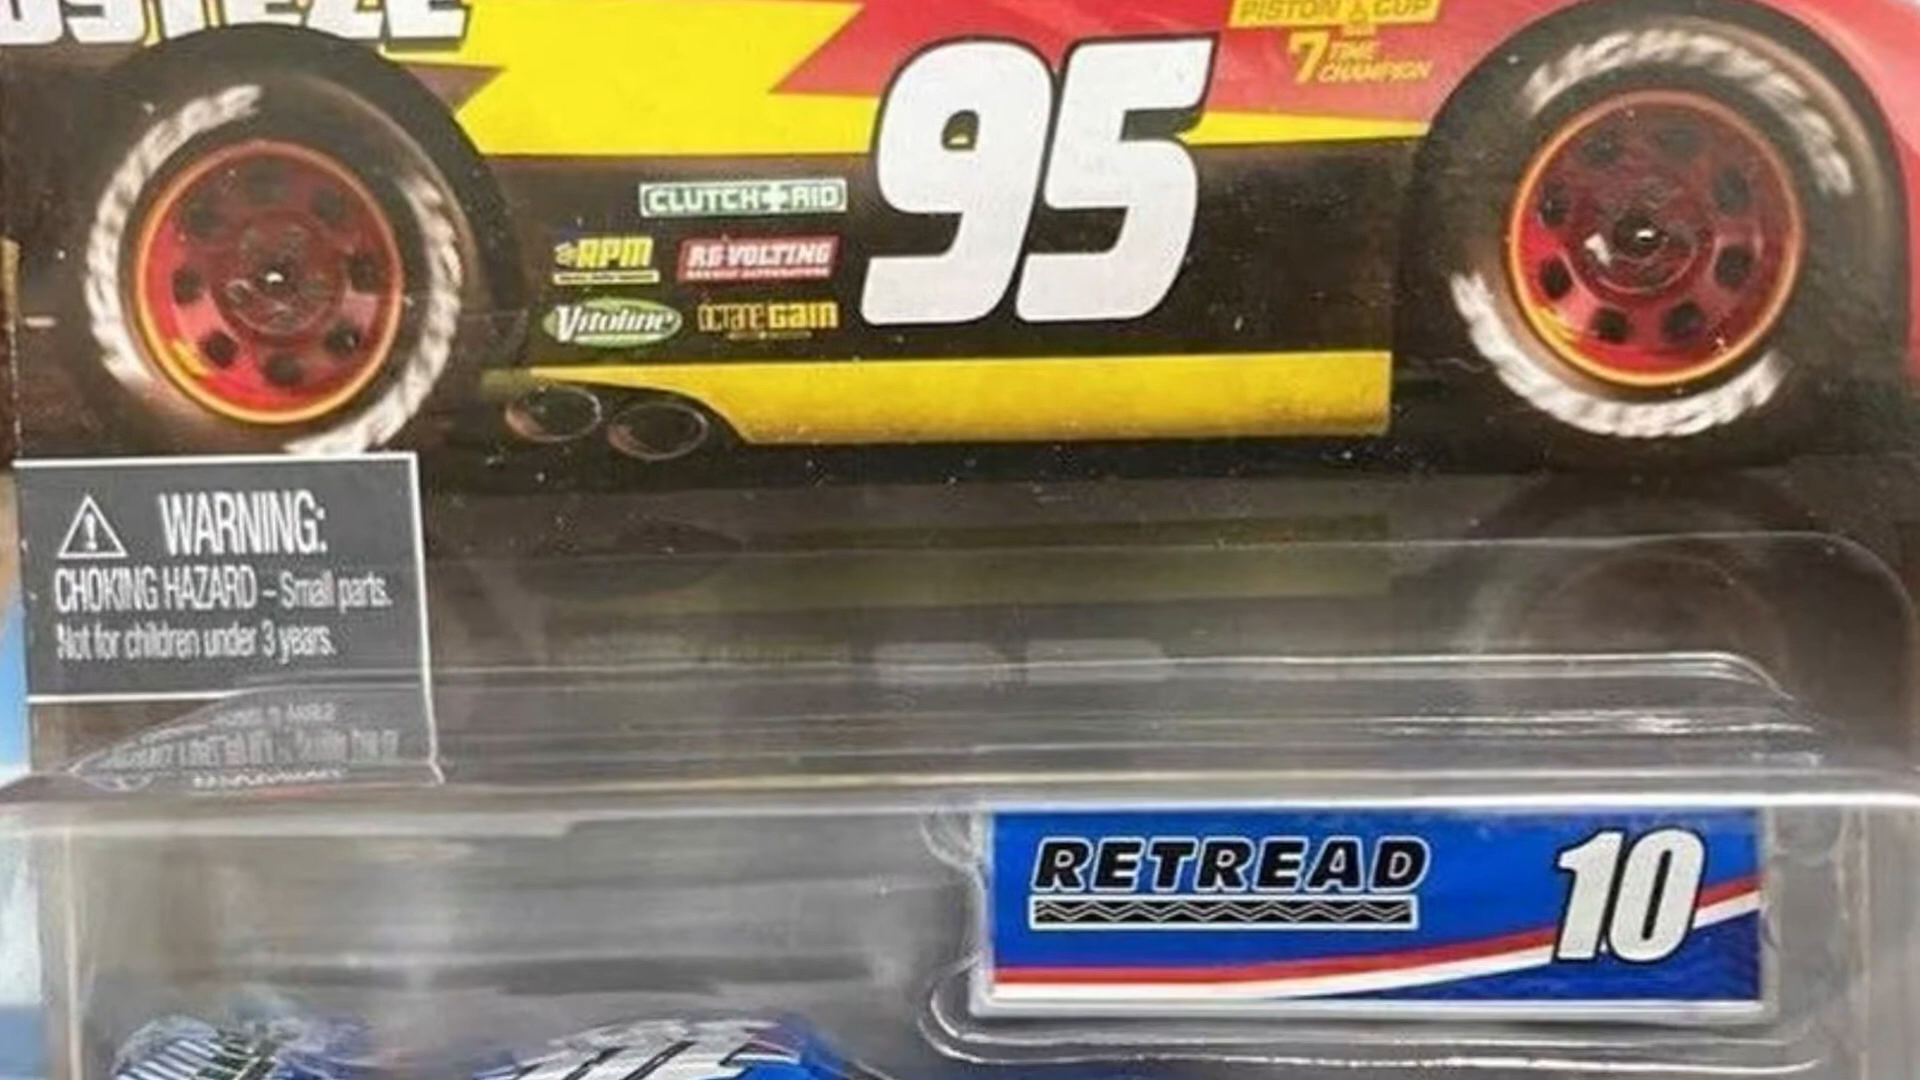 PISTON CUP
7 TIME
CHAMPION
95
CLUTCH AID
RPM
RE-VOLTING
Vitoline
OCTANE GAIN
WARNING:
CHOKING HAZARD – Small parts.
Not for children under 3 years.
RETREAD
10